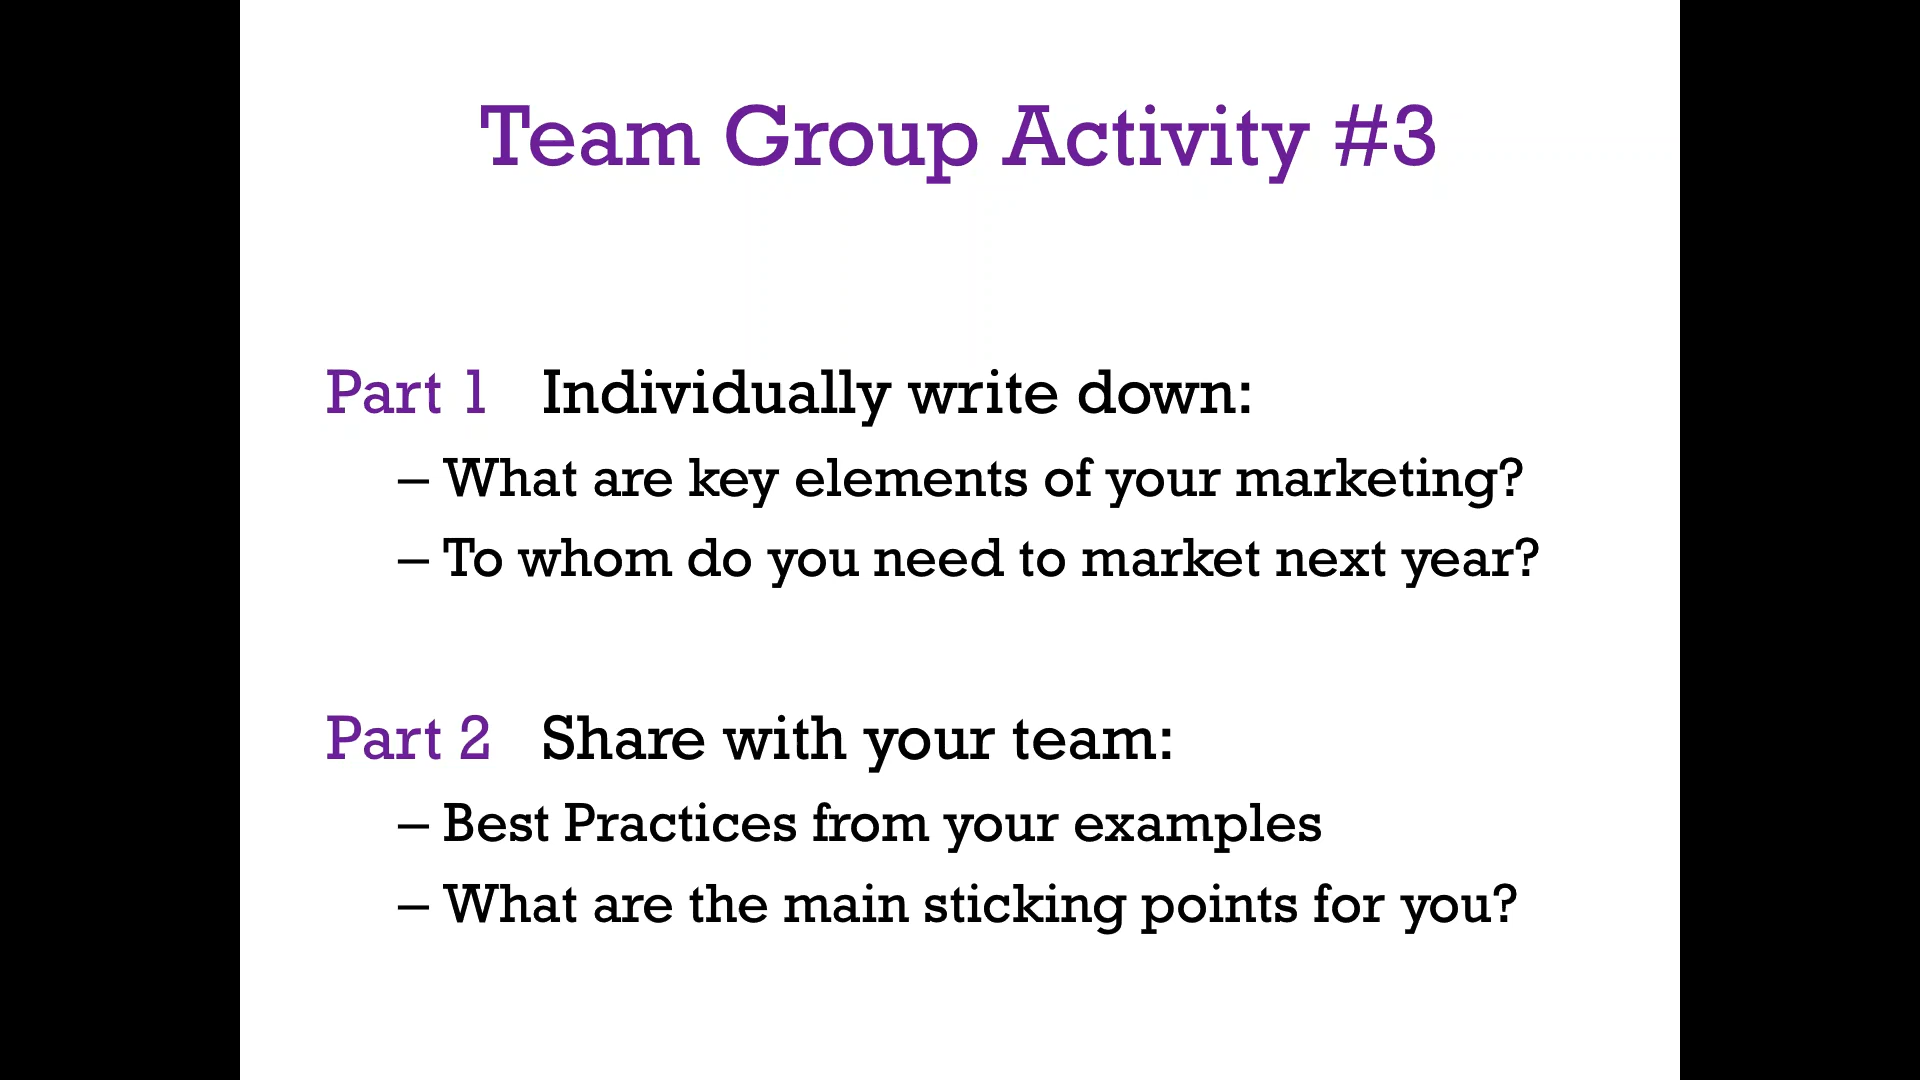 Team Group Activity #3
Part 1 Individually write down:
– What are key elements of your marketing?
– To whom do you need to market next year?
Part 2 Share with your team:
– Best Practices from your examples
– What are the main sticking points for you?